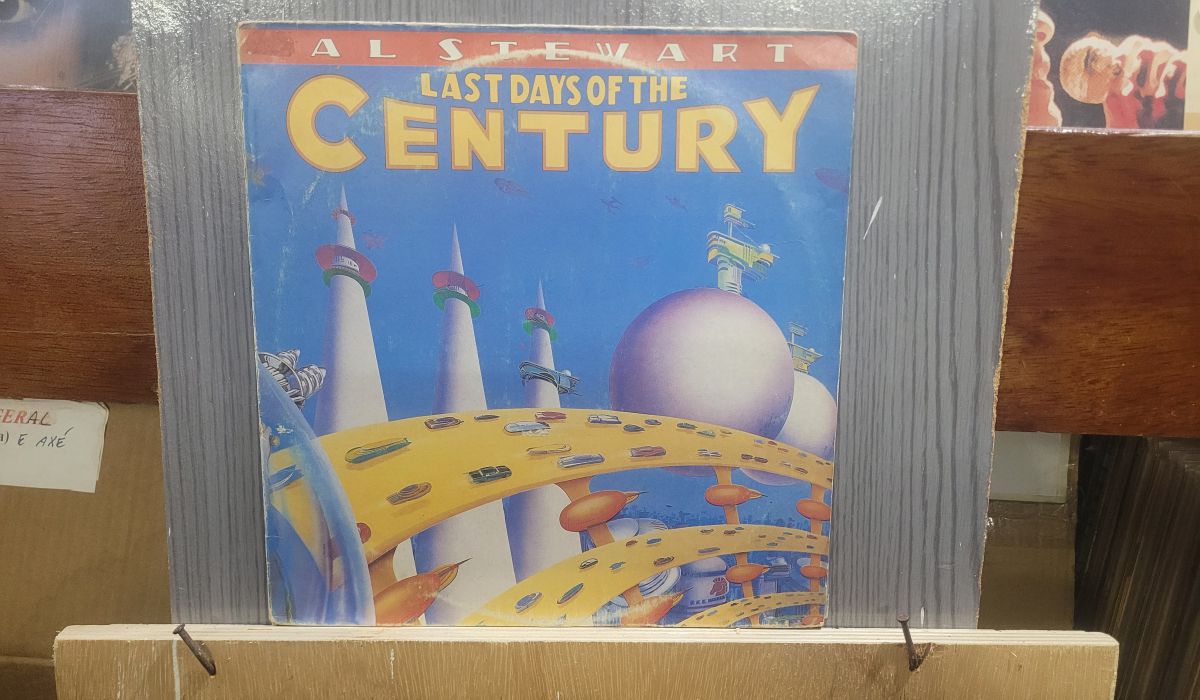 AL STEWART
LAST DAYS OF THE
CENTURY
ERAL
E AXÉ